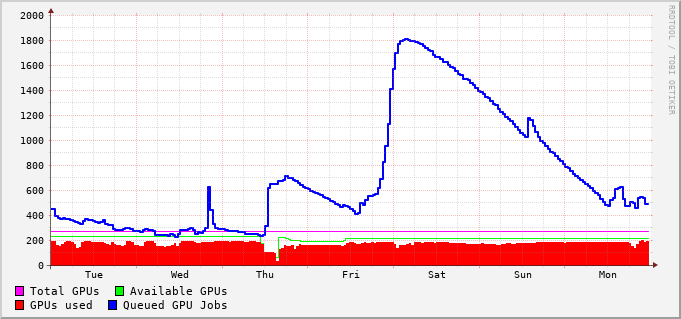 2000
1800
1600
1400
1200
1000
800
600
400
200
0
Tue Wed Thu Fri Sat Sun Mon
Total GPUs Available GPUs
GPUs used Queued GPU Jobs
RRDTOOL / TOBI OETIKER